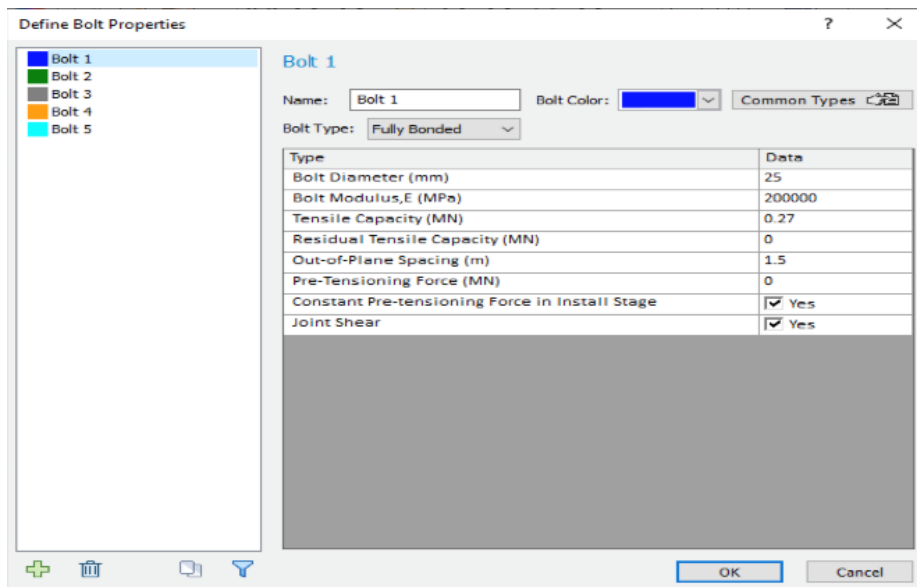 Define Bolt Properties ?
Bolt 1
Bolt 2
Bolt 3
Bolt 4
Bolt 5
Bolt 1
Name: Bolt 1 Bolt Color: Common Types
Bolt Type: Fully Bonded
Type Data
Bolt Diameter (mm) 25
Bolt Modulus,E (MPa) 200000
Tensile Capacity (MN) 0.27
Residual Tensile Capacity (MN) 0
Out-of-Plane Spacing (m) 1.5
Pre-Tensioning Force (MN) 0
Constant Pre-tensioning Force in Install Stage Yes
Joint Shear Yes
OK Cancel